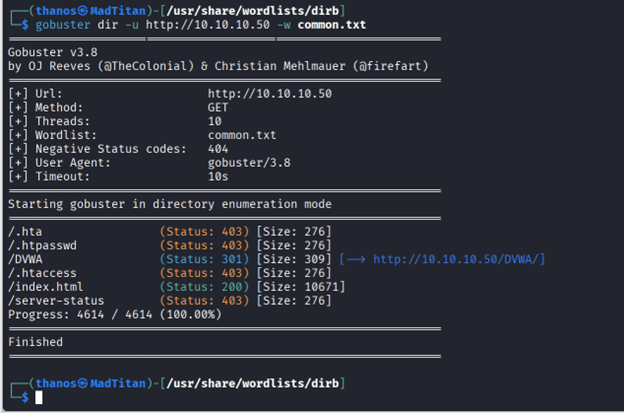 ┌──(thanos㉿MadTitan)-[/usr/share/wordlists/dirb]
└─$ gobuster dir -u http://10.10.10.50 -w common.txt
===============================================================
Gobuster v3.8
by OJ Reeves (@TheColonial) & Christian Mehlmauer (@firefart)
===============================================================
[+] Url:                     http://10.10.10.50
[+] Method:                  GET
[+] Threads:                 10
[+] Wordlist:                common.txt
[+] Negative Status codes:   404
[+] User Agent:              gobuster/3.8
[+] Timeout:                 10s
===============================================================
Starting gobuster in directory enumeration mode
===============================================================
/.hta                 (Status: 403) [Size: 276]
/.htpasswd            (Status: 403) [Size: 276]
/DVWA                 (Status: 301) [Size: 309] [--> http://10.10.10.50/DVWA/]
/.htaccess            (Status: 403) [Size: 276]
/index.html           (Status: 200) [Size: 10671]
/server-status        (Status: 403) [Size: 276]
Progress: 4614 / 4614 (100.00%)
===============================================================
Finished
===============================================================
┌──(thanos㉿MadTitan)-[/usr/share/wordlists/dirb]
└─$